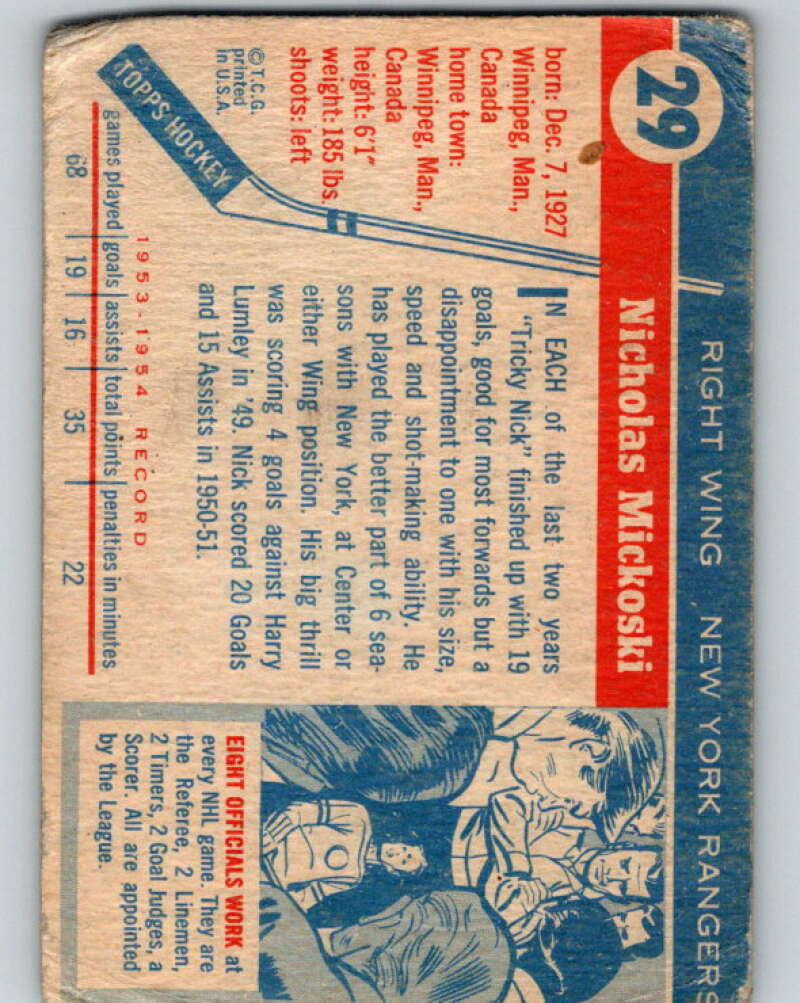 29
RIGHT WING NEW YORK RANGERS
Nicholas Mickoski
born: Dec. 7, 1927
Winnipeg, Man.,
Canada
home town:
Winnipeg, Man.,
Canada
height: 6'1"
weight: 185 lbs.
shoots: left
© T.C.G.
printed
in U.S.A.
TOPPS HOCKEY
IN EACH of the last two years
"Tricky Nick" finished up with 19
goals, good for most forwards but a
disappointment to one with his size,
speed and shot-making ability. He
has played the better part of 6 sea-
sons with New York, at Center or
either Wing position. His big thrill
was scoring 4 goals against Harry
Lumley in '49. Nick scored 20 Goals
and 15 Assists in 1950-51.
1953-1954 RECORD
games played goals assists total points penalties in minutes
68 19 16 35 22
EIGHT OFFICIALS WORK at
every NHL game. They are
the Referee, 2 Linemen,
2 Timers, 2 Goal Judges, a
Scorer. All are appointed
by the League.